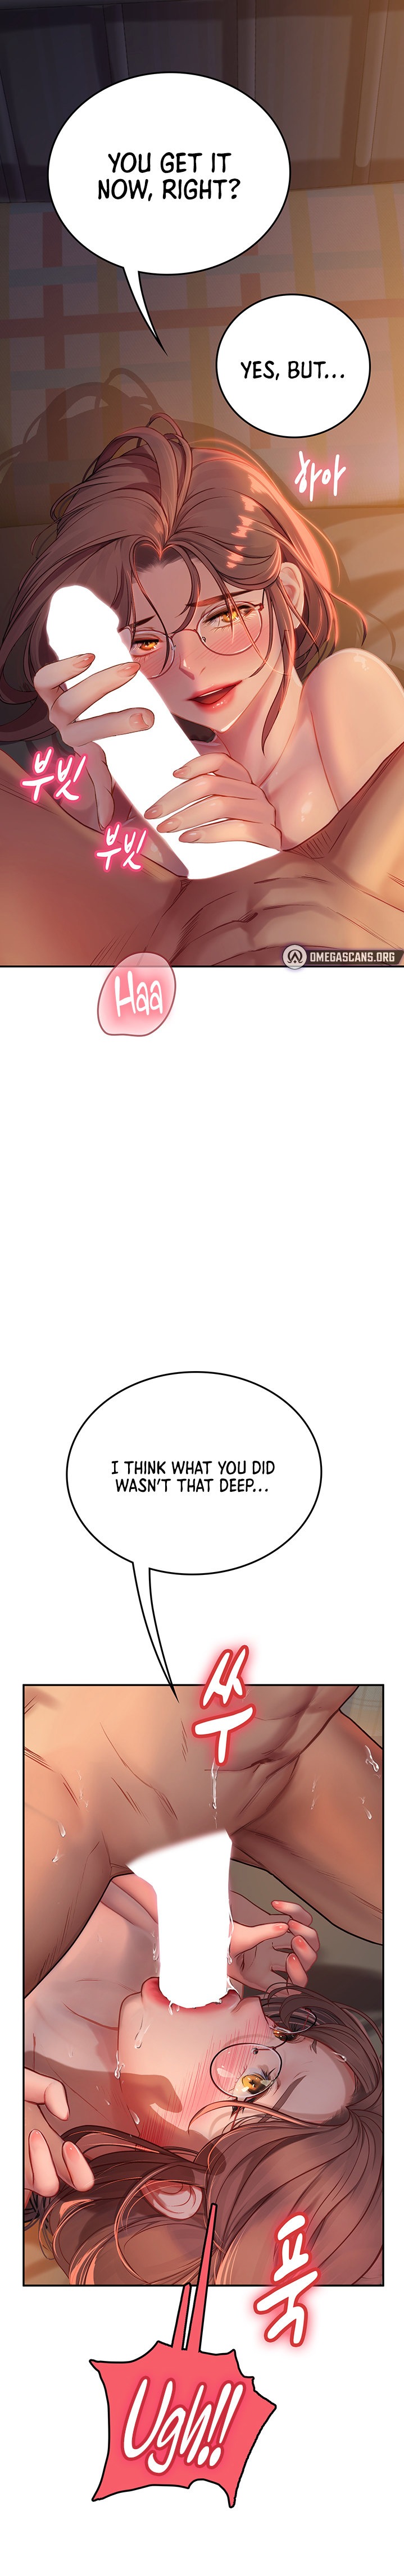 YOU GET IT
NOW, RIGHT?
YES, BUT...
하아
부빗
부빗
OMEGASCANS.ORG
Haa
I THINK WHAT YOU DID
WASN'T THAT DEEP...
쑤
푹
Ugh!!